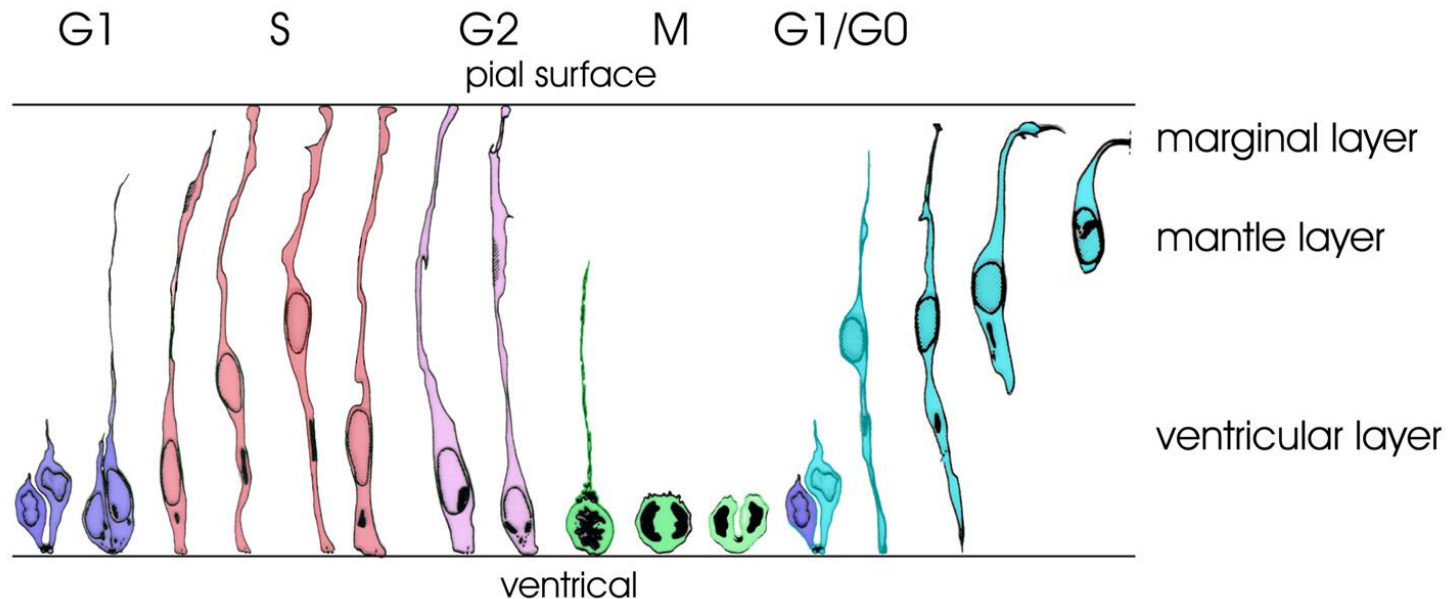 G1 S G2 M G1/G0
pial surface
marginal layer
mantle layer
ventricular layer
ventrical